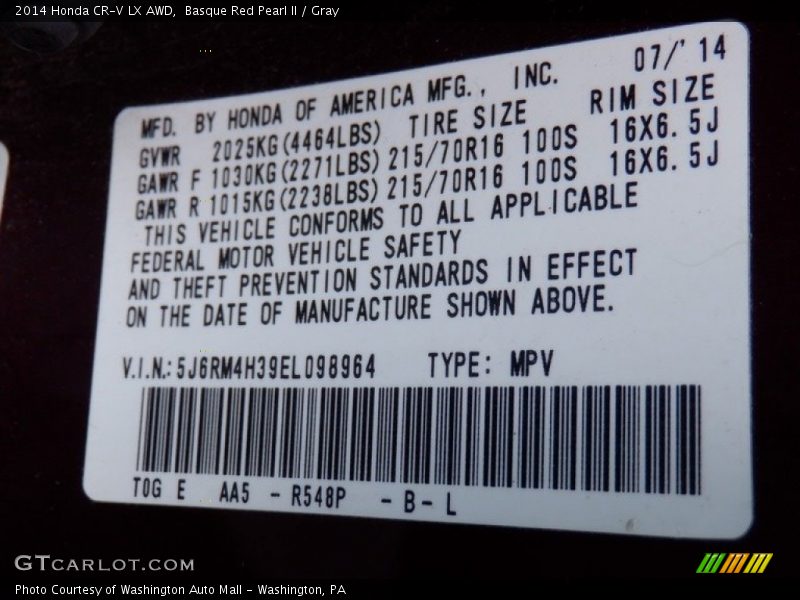 2014 Honda CR-V LX AWD,  Basque Red Pearl II / Gray
MFD. BY HONDA OF AMERICA MFG., INC. 07/'14
GVWR 2025KG(4464LBS) TIRE SIZE RIM SIZE
GAWR F 1030KG(2271LBS) 215/70R16 100S 16X6.5J
GAWR R 1015KG(2238LBS) 215/70R16 100S 16X6.5J
THIS VEHICLE CONFORMS TO ALL APPLICABLE
FEDERAL MOTOR VEHICLE SAFETY
AND THEFT PREVENTION STANDARDS IN EFFECT
ON THE DATE OF MANUFACTURE SHOWN ABOVE.
V.I.N.:5J6RM4H39EL098964 TYPE: MPV
T0G E AA5 - R548P - B- L
GTCARLOT.COM
Photo Courtesy of Washington Auto Mall - Washington, PA